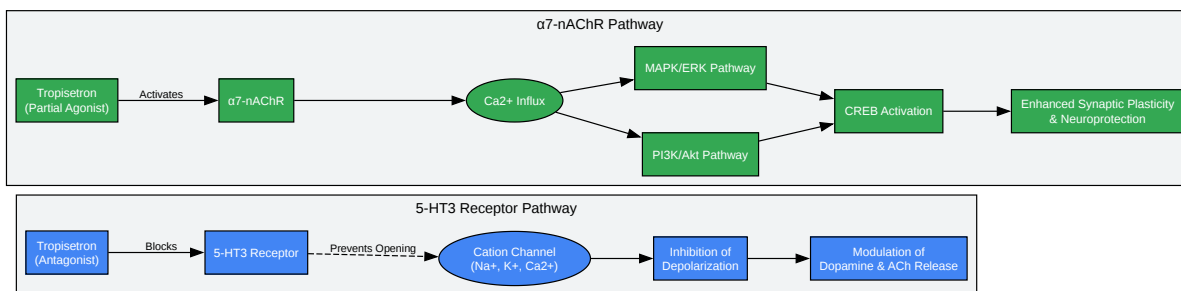 α7-nAChR Pathway
Tropisetron
(Partial Agonist)
Activates
α7-nAChR
Ca2+ Influx
MAPK/ERK Pathway
PI3K/Akt Pathway
CREB Activation
Enhanced Synaptic Plasticity
& Neuroprotection
5-HT3 Receptor Pathway
Tropisetron
(Antagonist)
Blocks
5-HT3 Receptor
Prevents Opening
Cation Channel
(Na+, K+, Ca2+)
Inhibition of
Depolarization
Modulation of
Dopamine & ACh Release